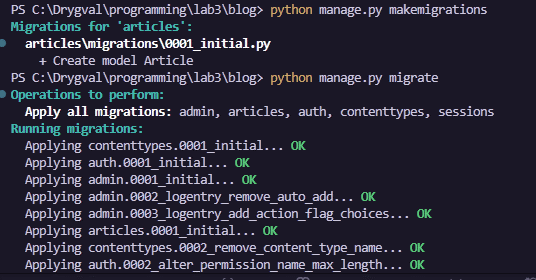 PS C:\Drygval\programming\lab3\blog> python manage.py makemigrations
Migrations for 'articles':
articles\migrations\0001_initial.py
+ Create model Article
PS C:\Drygval\programming\lab3\blog> python manage.py migrate
Operations to perform:
Apply all migrations: admin, articles, auth, contenttypes, sessions
Running migrations:
Applying contenttypes.0001_initial... OK
Applying auth.0001_initial... OK
Applying admin.0001_initial... OK
Applying admin.0002_logentry_remove_auto_add... OK
Applying admin.0003_logentry_add_action_flag_choices... OK
Applying articles.0001_initial... OK
Applying contenttypes.0002_remove_content_type_name... OK
Applying auth.0002_alter_permission_name_max_length... OK